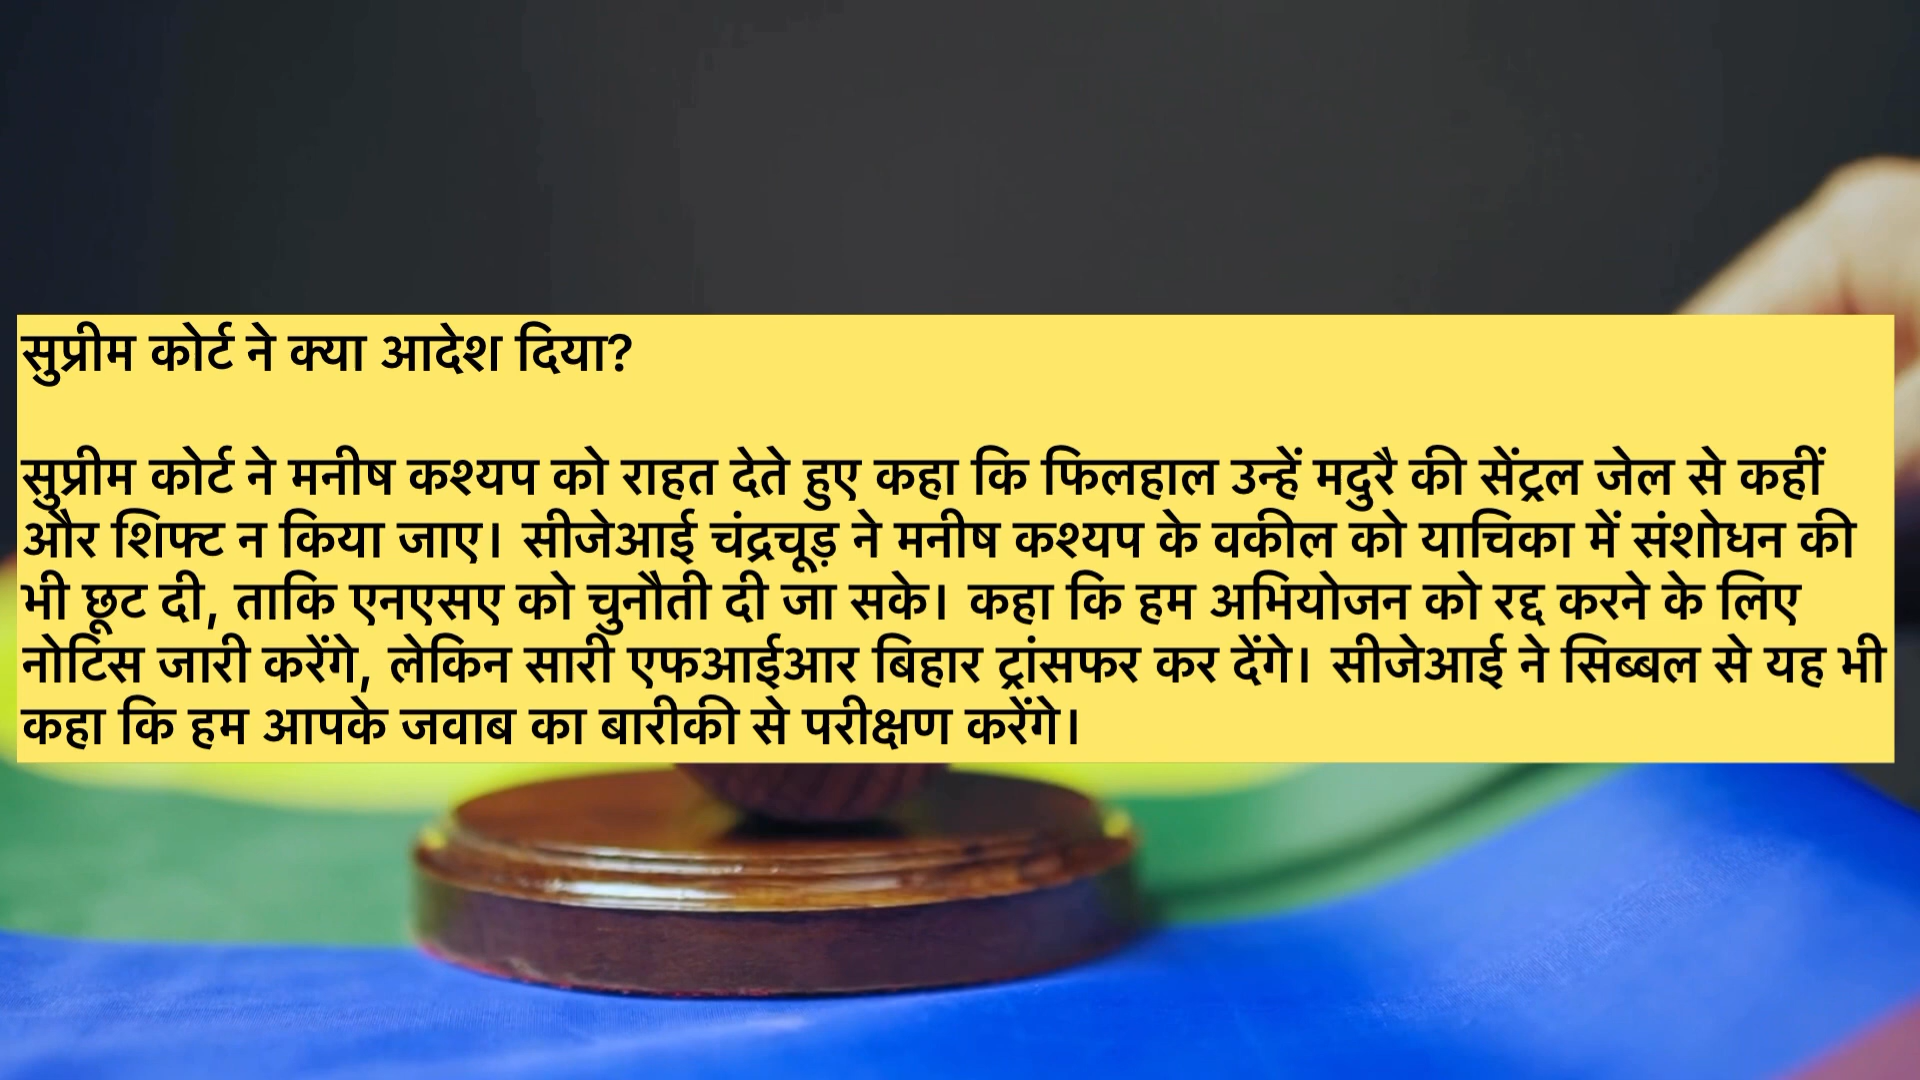 सुप्रीम कोर्ट ने क्या आदेश दिया?
सुप्रीम कोर्ट ने मनीष कश्यप को राहत देते हुए कहा कि फिलहाल उन्हें मदुरै की सेंट्रल जेल से कहीं
और शिफ्ट न किया जाए। सीजेआई चंद्रचूड़ ने मनीष कश्यप के वकील को याचिका में संशोधन की
भी छूट दी, ताकि एनएसए को चुनौती दी जा सके। कहा कि हम अभियोजन को रद्द करने के लिए
नोटिस जारी करेंगे, लेकिन सारी एफआईआर बिहार ट्रांसफर कर देंगे। सीजेआई ने सिब्बल से यह भी
कहा कि हम आपके जवाब का बारीकी से परीक्षण करेंगे।